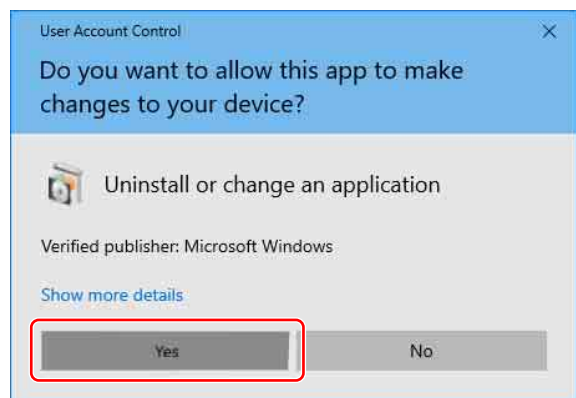 User Account Control
Do you want to allow this app to make
changes to your device?
Uninstall or change an application
Verified publisher: Microsoft Windows
Show more details
Yes
No